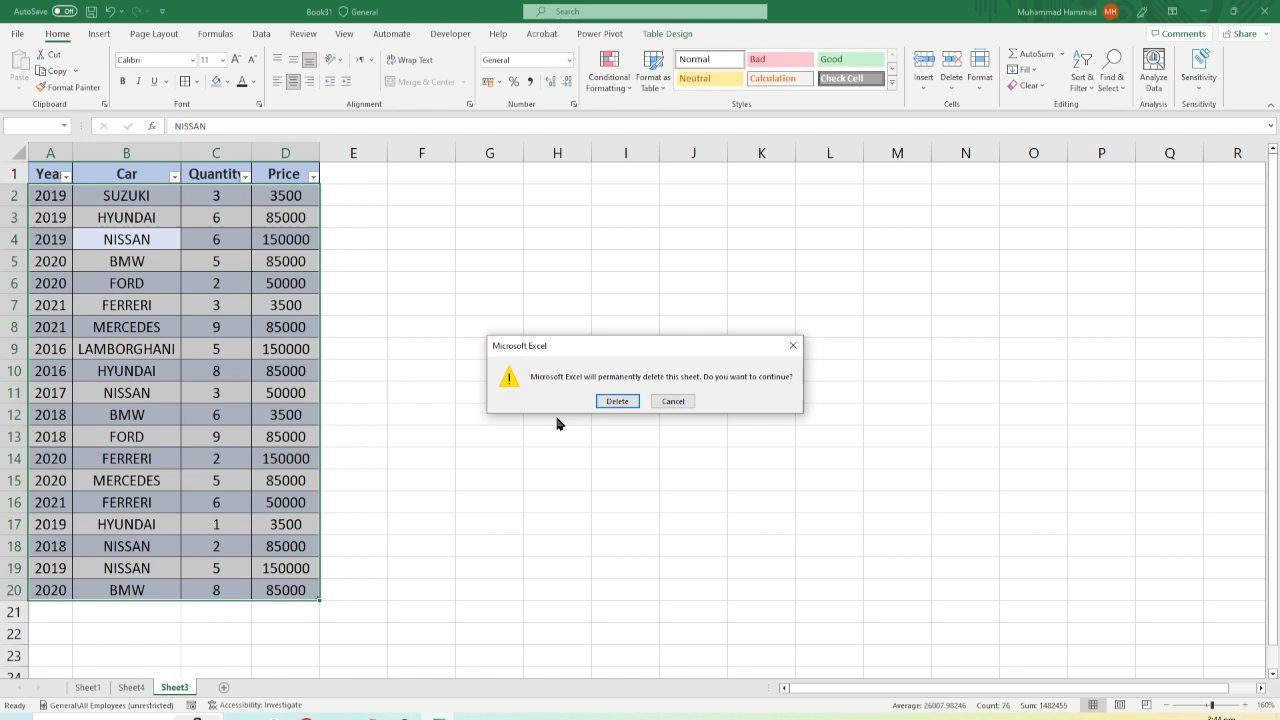 AutoSave Off Book31 General Search Muhammad Hammad MH
File Home Insert Page Layout Formulas Data Review View Automate Developer Help Acrobat Power Pivot Table Design Comments Share
Paste Cut Copy Format Painter Clipboard
Calibri 11 B I U Font
Wrap Text Merge & Center Alignment
General Number
Conditional Formatting Format as Table
Normal Bad Good
Neutral Calculation Check Cell
Styles
Insert Delete Format Cells
AutoSum Fill Clear Sort & Filter Find & Select Editing
Analyze Data Analysis
Sensitivity Sensitivity
fx NISSAN
A B C D E F G H I J K L M N O P Q R
1 Yea Car Quantity Price
2 2019 SUZUKI 3 3500
3 2019 HYUNDAI 6 85000
4 2019 NISSAN 6 150000
5 2020 BMW 5 85000
6 2020 FORD 2 50000
7 2021 FERRERI 3 3500
8 2021 MERCEDES 9 85000
9 2016 LAMBORGHANI 5 150000
10 2016 HYUNDAI 8 85000
11 2017 NISSAN 3 50000
12 2018 BMW 6 3500
13 2018 FORD 9 85000
14 2020 FERRERI 2 150000
15 2020 MERCEDES 5 85000
16 2021 FERRERI 6 50000
17 2019 HYUNDAI 1 3500
18 2018 NISSAN 2 85000
19 2019 NISSAN 5 150000
20 2020 BMW 8 85000
21
22
23
24
Microsoft Excel
Microsoft Excel will permanently delete this sheet. Do you want to continue?
Delete Cancel
Sheet1 Sheet4 Sheet3
Ready General\All Employees (unrestricted) Accessibility: Investigate Average: 26007.98246 Count: 76 Sum: 1482455 160%